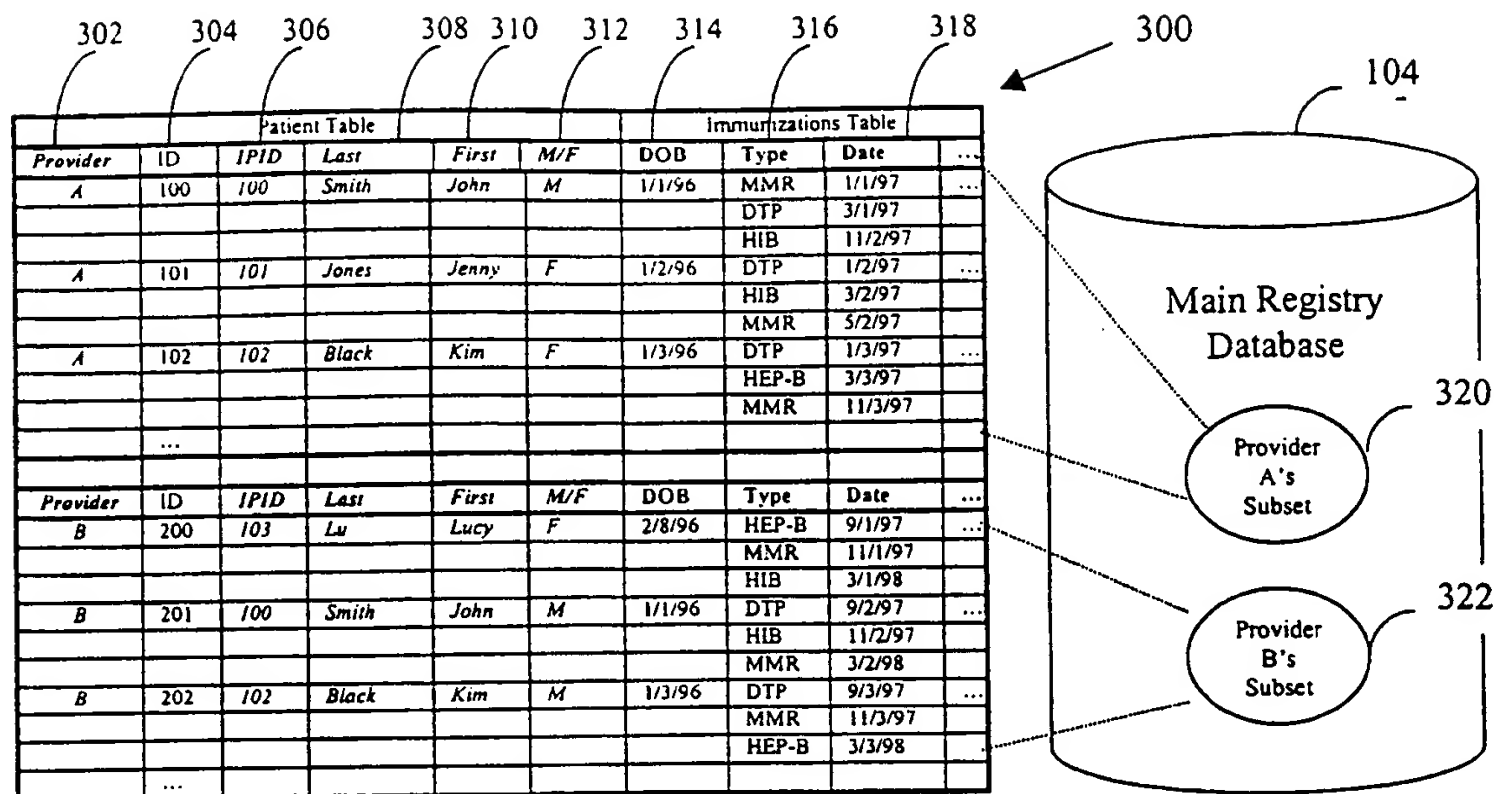 302 304 306 308 310 312 314 316 318 300
104
Patient Table Immunizations Table
Provider ID IPID Last First M/F DOB Type Date ...
A 100 100 Smith John M 1/1/96 MMR 1/1/97 ...
DTP 3/1/97
HIB 11/2/97
A 101 101 Jones Jenny F 1/2/96 DTP 1/2/97 ...
HIB 3/2/97
MMR 5/2/97
A 102 102 Black Kim F 1/3/96 DTP 1/3/97 ...
HEP-B 3/3/97
MMR 11/3/97
...
Provider ID IPID Last First M/F DOB Type Date ...
B 200 103 Lu Lucy F 2/8/96 HEP-B 9/1/97 ...
MMR 11/1/97
HIB 3/1/98
B 201 100 Smith John M 1/1/96 DTP 9/2/97 ...
HIB 11/2/97
MMR 3/2/98
B 202 102 Black Kim M 1/3/96 DTP 9/3/97 ...
MMR 11/3/97
HEP-B 3/3/98
...
Main Registry
Database
320
Provider
A's
Subset
322
Provider
B's
Subset